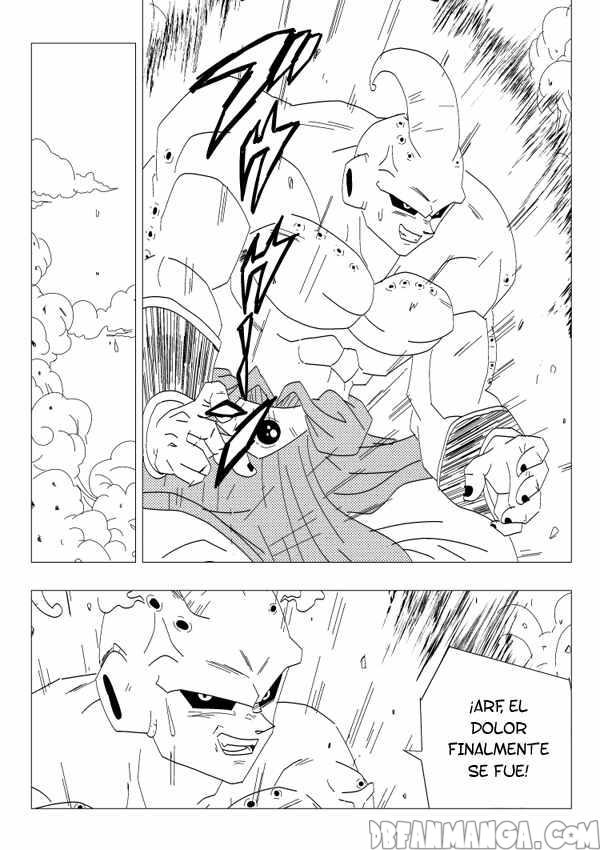 ¡ARF, EL
DOLOR
FINALMENTE
SE FUE!
DBFANMANGA.COM